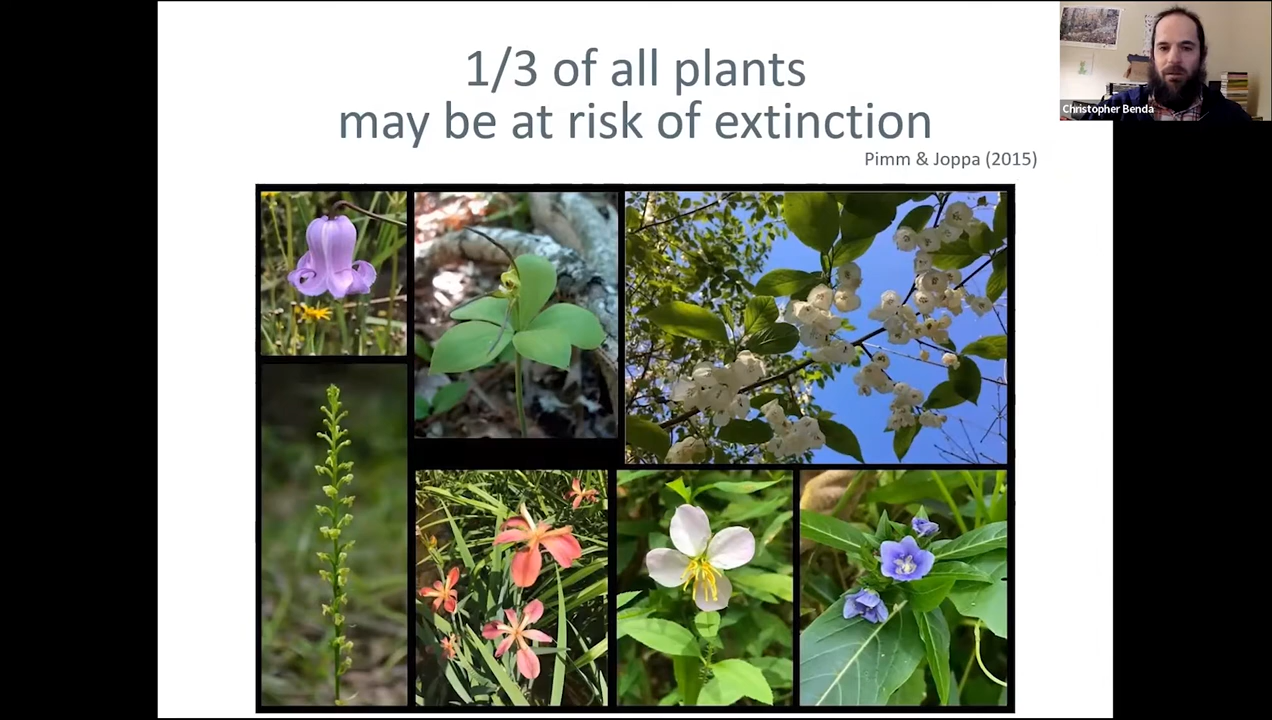 1/3 of all plants
may be at risk of extinction
Pimm & Joppa (2015)
Christopher Benda